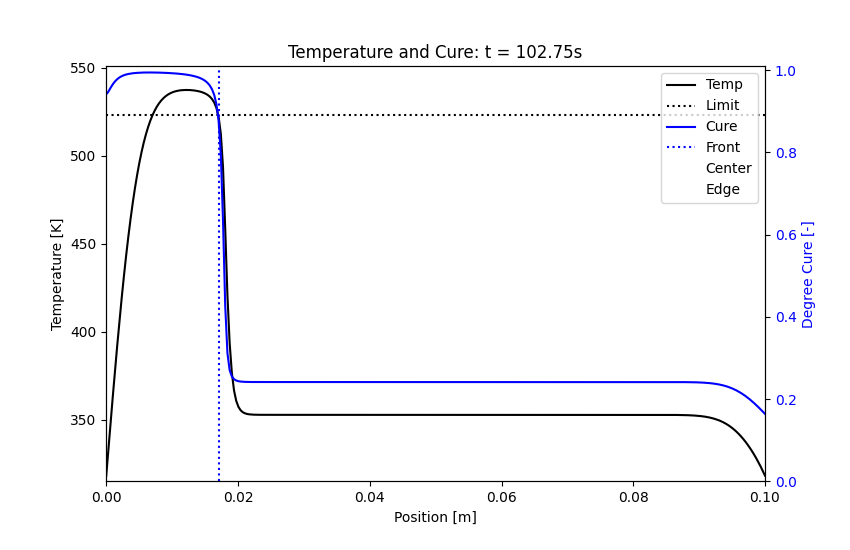 Temperature and Cure: t = 102.75s
550
500
450
400
350
Temperature [K]
1.0
0.8
0.6
0.4
0.2
0.0
Degree Cure [-]
Temp
Limit
Cure
Front
Center
Edge
0.00
0.02
0.04
0.06
0.08
0.10
Position [m]